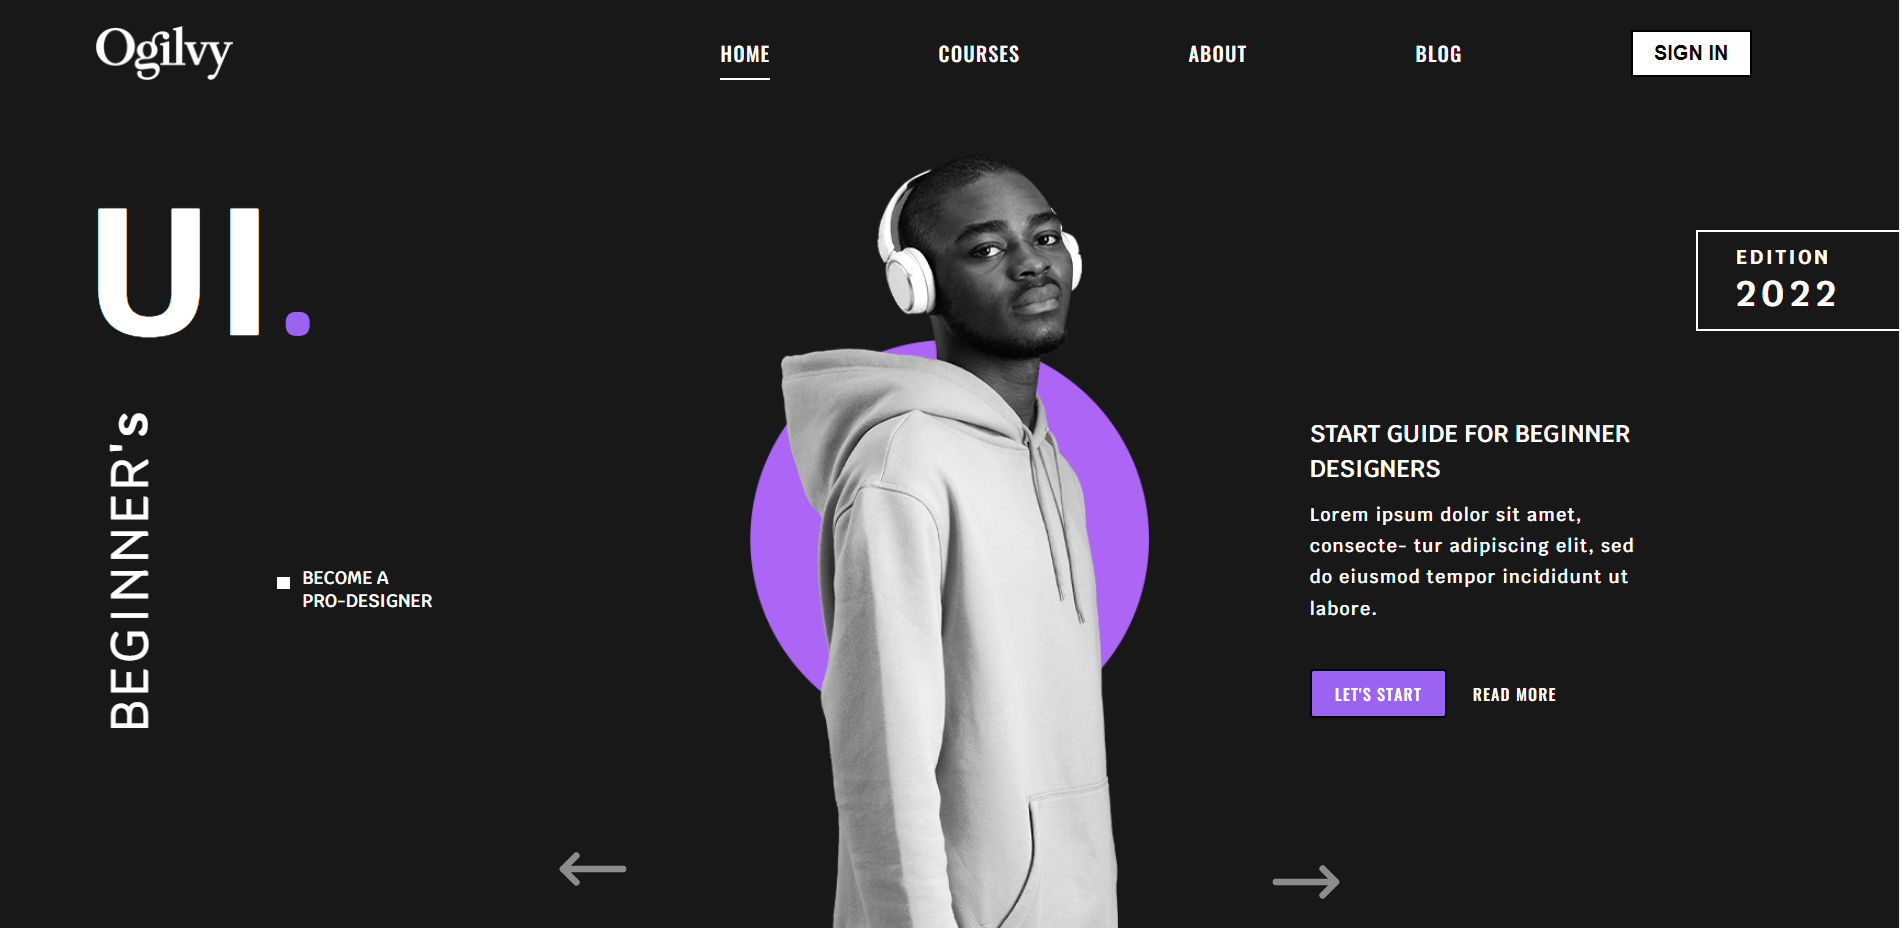 Ogilvy
HOME
COURSES
ABOUT
BLOG
SIGN IN
UI.
EDITION
2022
BEGINNER's
BECOME A
PRO-DESIGNER
START GUIDE FOR BEGINNER
DESIGNERS
Lorem ipsum dolor sit amet,
consecte- tur adipiscing elit, sed
do eiusmod tempor incididunt ut
labore.
LET'S START
READ MORE